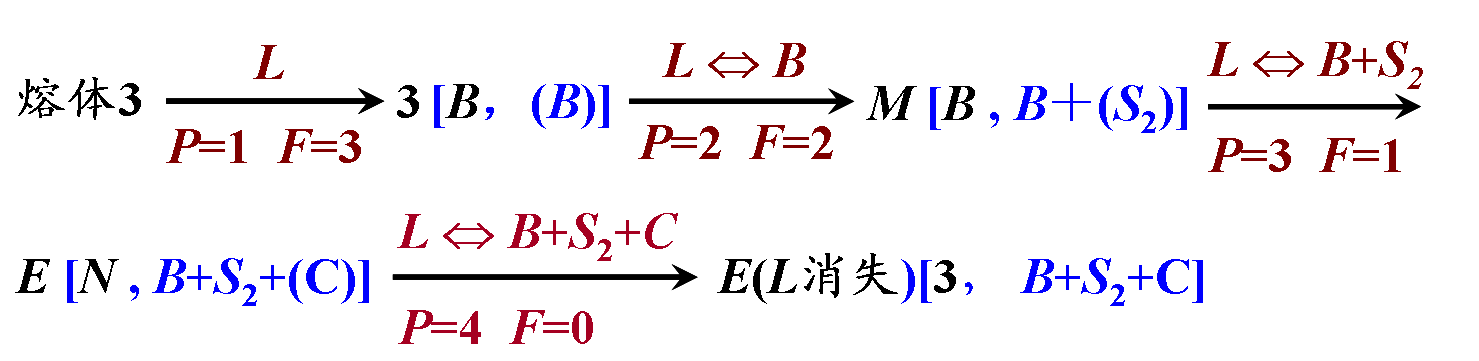 熔体3 L P=1 F=3 3 [B, (B)] L ⇔ B P=2 F=2 M [B , B＋(S₂)] L ⇔ B+S₂ P=3 F=1
E [N , B+S₂+(C)] L ⇔ B+S₂+C P=4 F=0 E(L消失)[3, B+S₂+C]